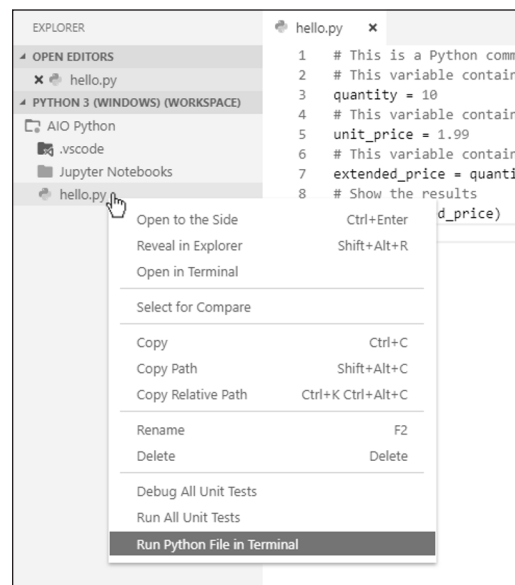 EXPLORER
OPEN EDITORS
hello.py
PYTHON 3 (WINDOWS) (WORKSPACE)
AIO Python
.vscode
Jupyter Notebooks
hello.py
hello.py
1 # This is a Python comm
2 # This variable contain
3 quantity = 10
4 # This variable contain
5 unit_price = 1.99
6 # This variable contain
7 extended_price = quanti
8 # Show the results
d_price)
Open to the Side Ctrl+Enter
Reveal in Explorer Shift+Alt+R
Open in Terminal
Select for Compare
Copy Ctrl+C
Copy Path Shift+Alt+C
Copy Relative Path Ctrl+K Ctrl+Alt+C
Rename F2
Delete Delete
Debug All Unit Tests
Run All Unit Tests
Run Python File in Terminal